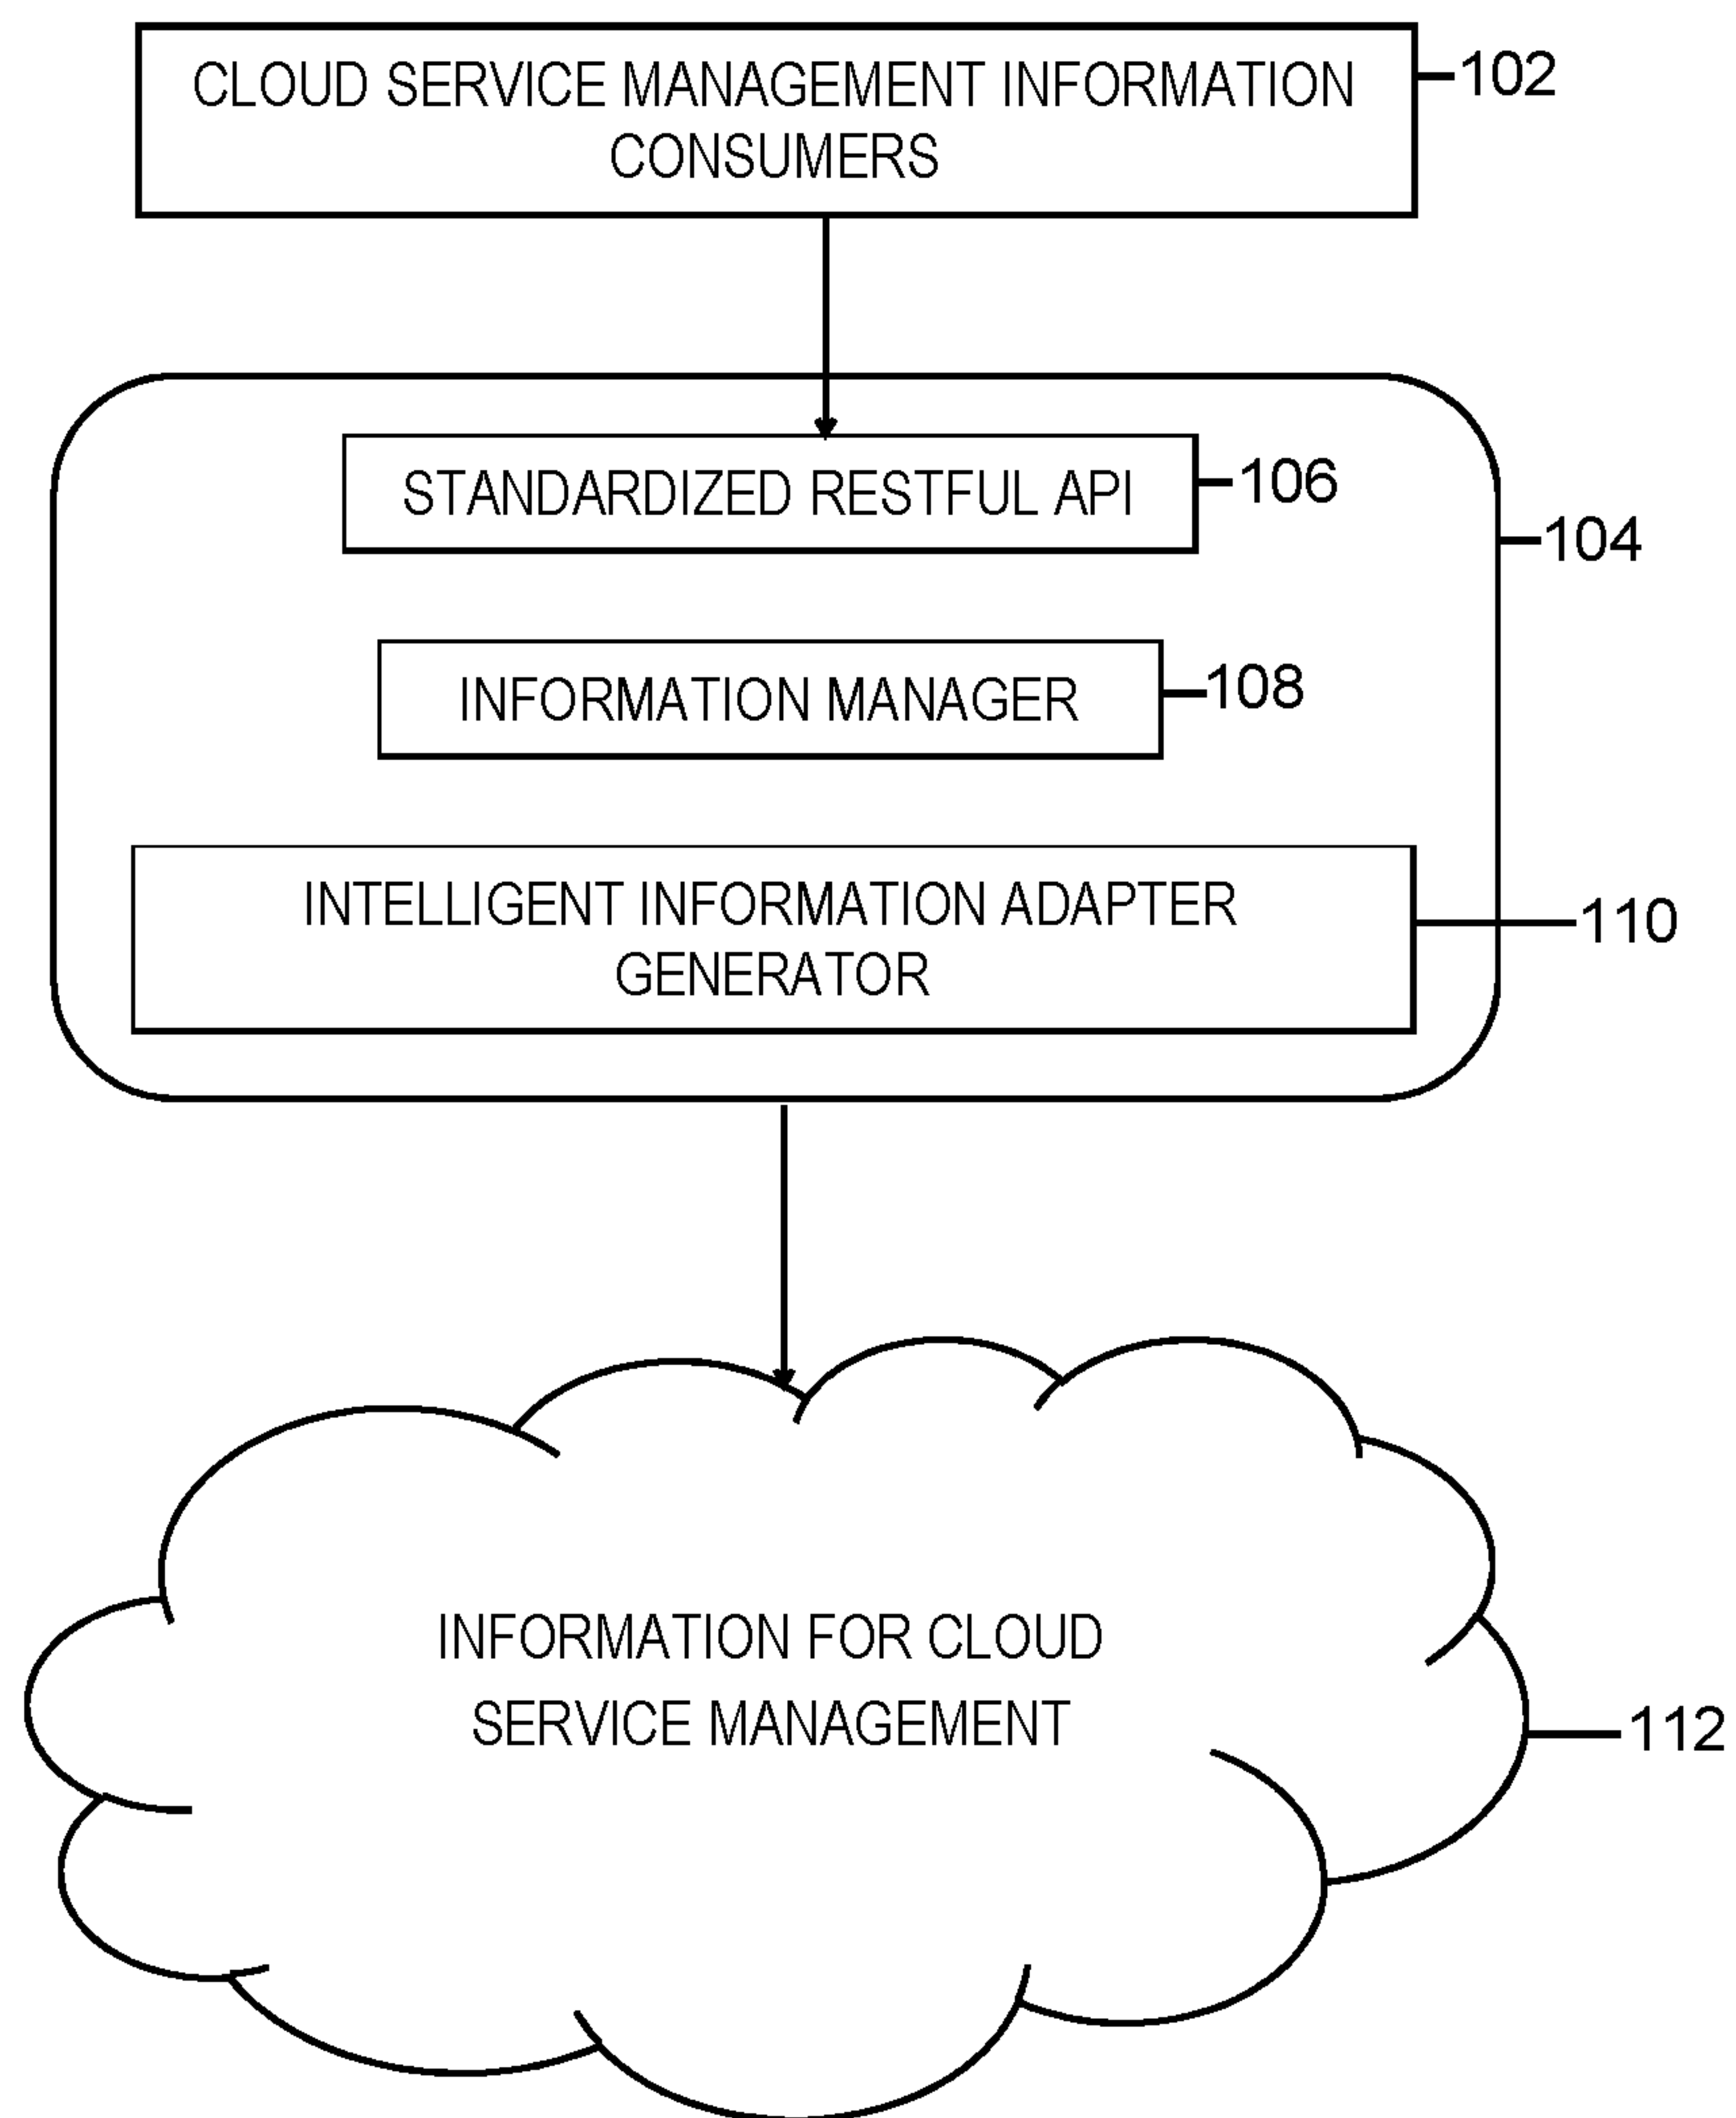 CLOUD SERVICE MANAGEMENT INFORMATION
CONSUMERS
102
STANDARDIZED RESTFUL API
106
104
INFORMATION MANAGER
108
INTELLIGENT INFORMATION ADAPTER
GENERATOR
110
INFORMATION FOR CLOUD
SERVICE MANAGEMENT
112